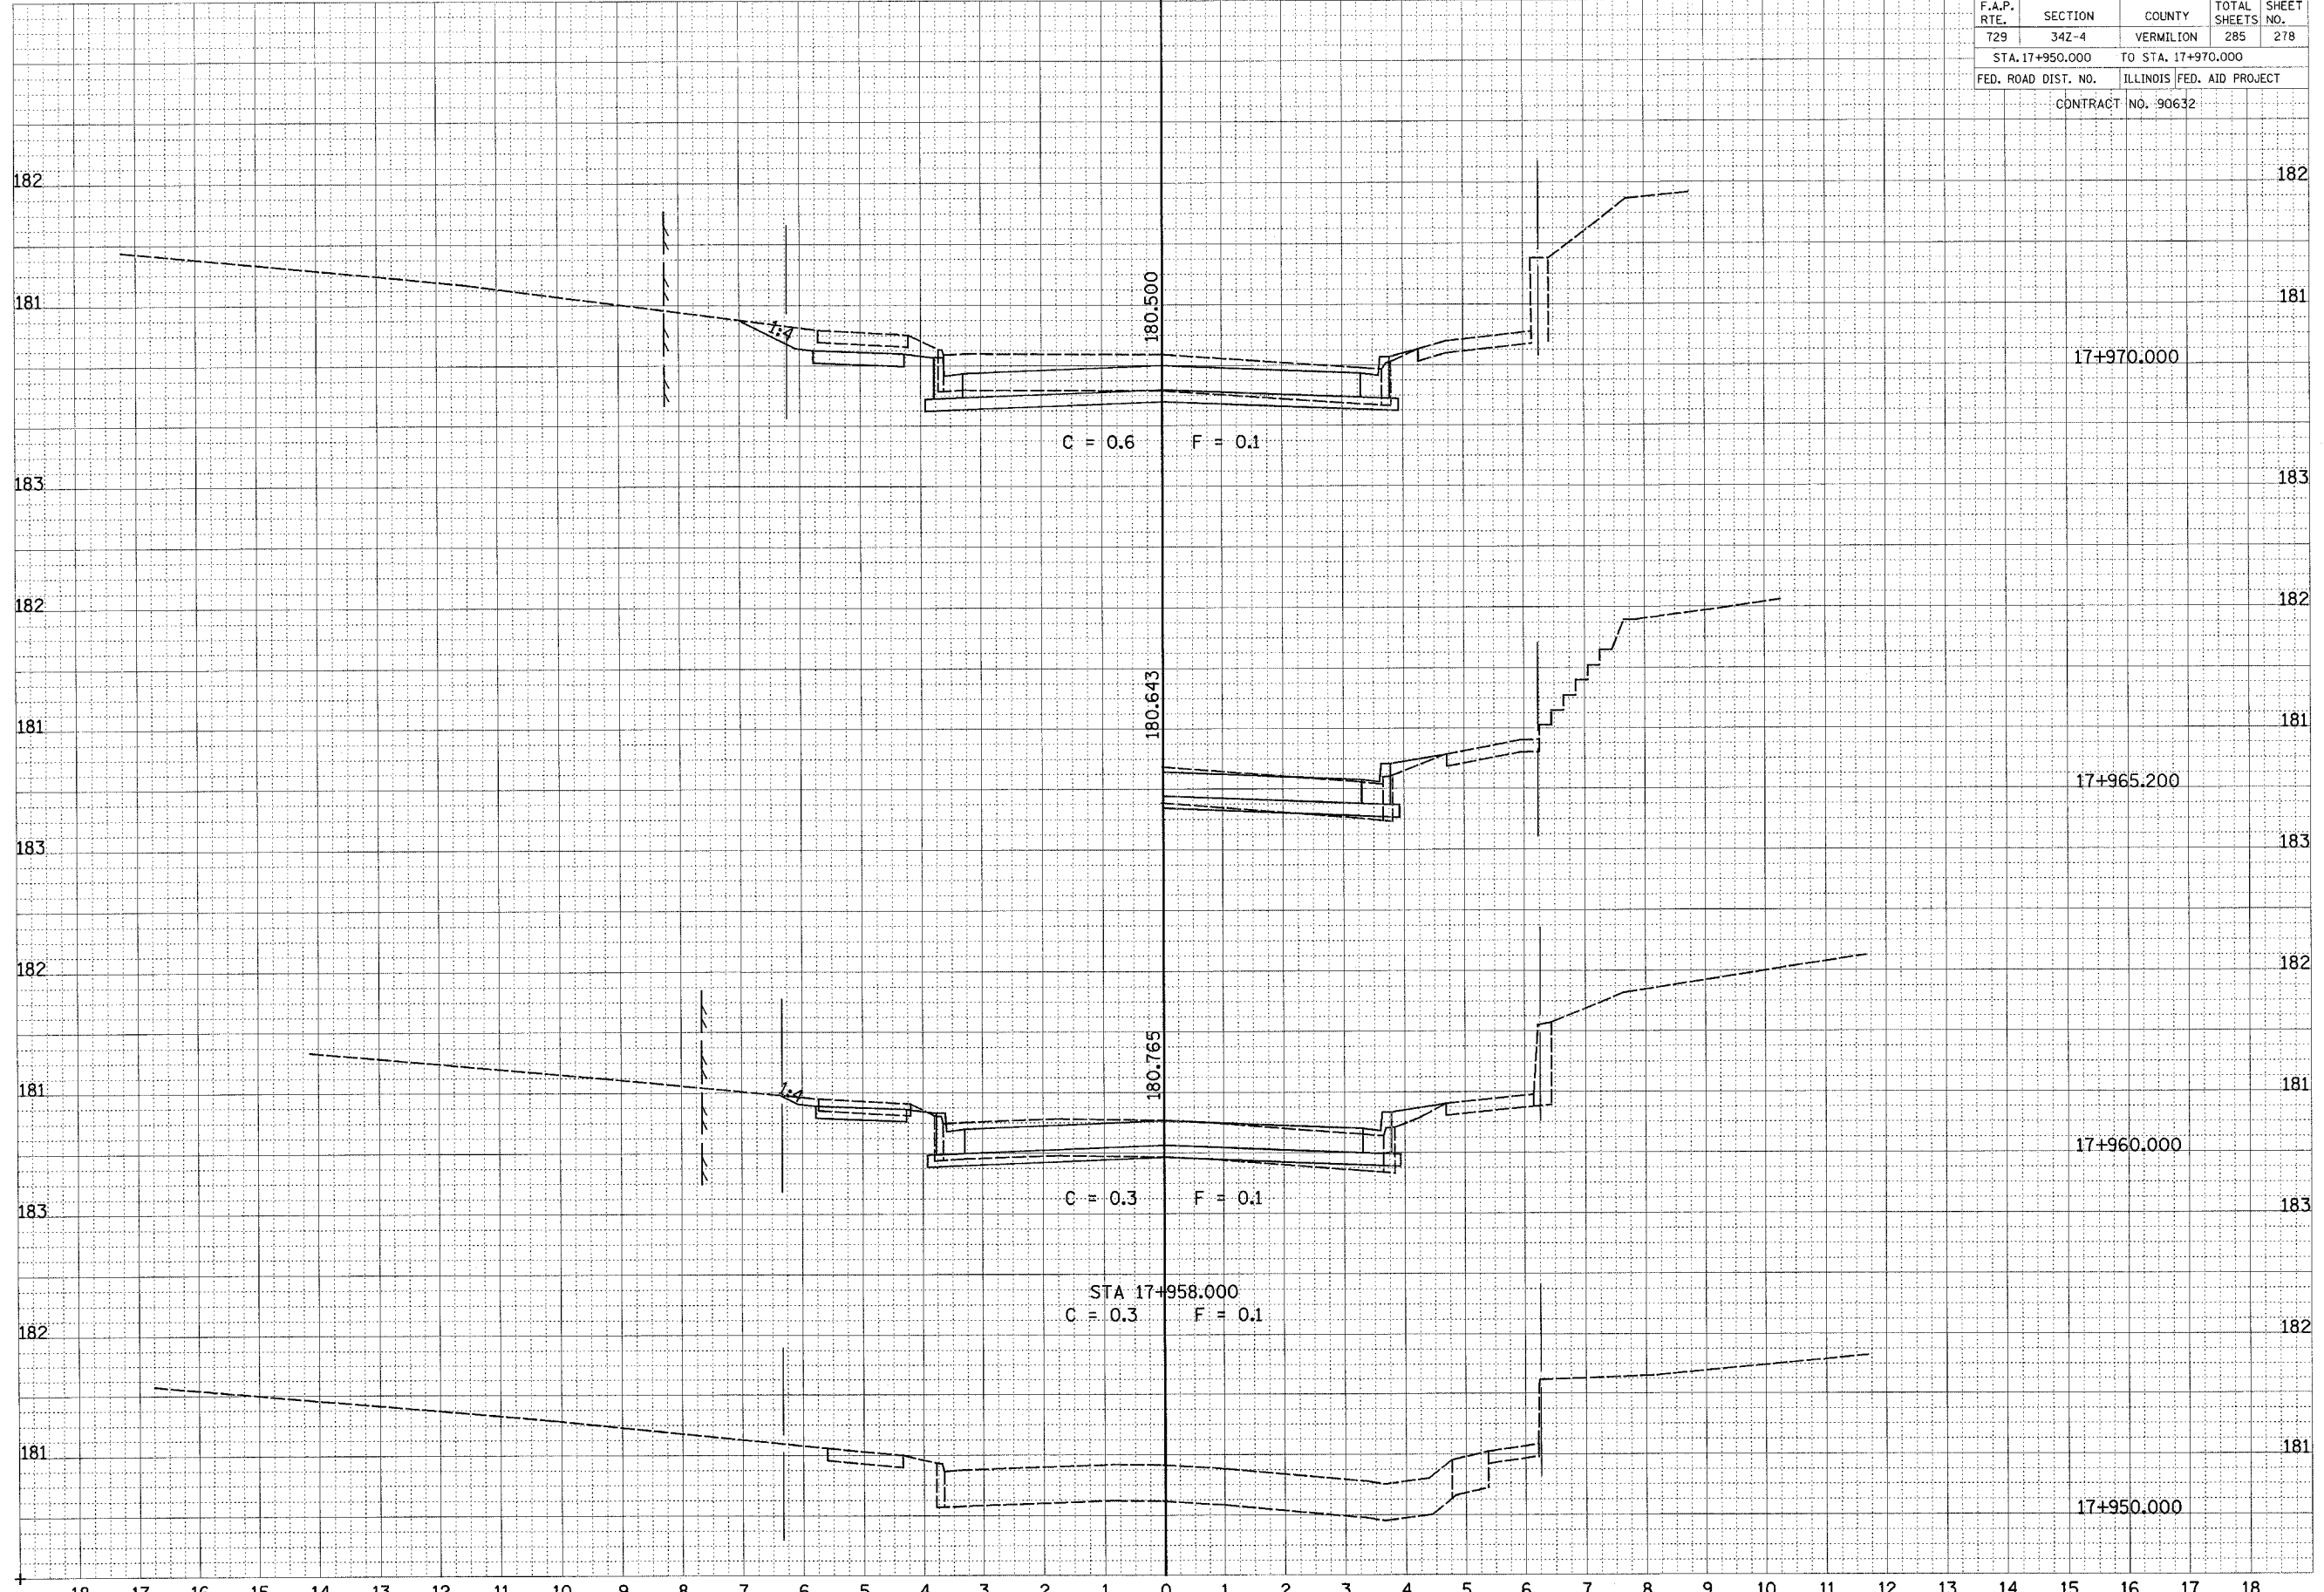 F.A.P. RTE. SECTION COUNTY TOTAL SHEETS SHEET NO.
729 34Z-4 VERMILION 285 278
STA. 17+950.000 TO STA. 17+970.000
FED. ROAD DIST. NO. ILLINOIS FED. AID PROJECT
CONTRACT NO. 90632
182 182
181 1:4 180.500 181
17+970.000
C = 0.6 F = 0.1
183 183
182 182
181 180.643 181
17+965.200
183 183
182 182
181 1:4 180.765 181
17+960.000
C = 0.3 F = 0.1
183 183
STA 17+958.000
C = 0.3 F = 0.1
182 182
181 181
17+950.000
18 17 16 15 14 13 12 11 10 9 8 7 6 5 4 3 2 1 0 1 2 3 4 5 6 7 8 9 10 11 12 13 14 15 16 17 18